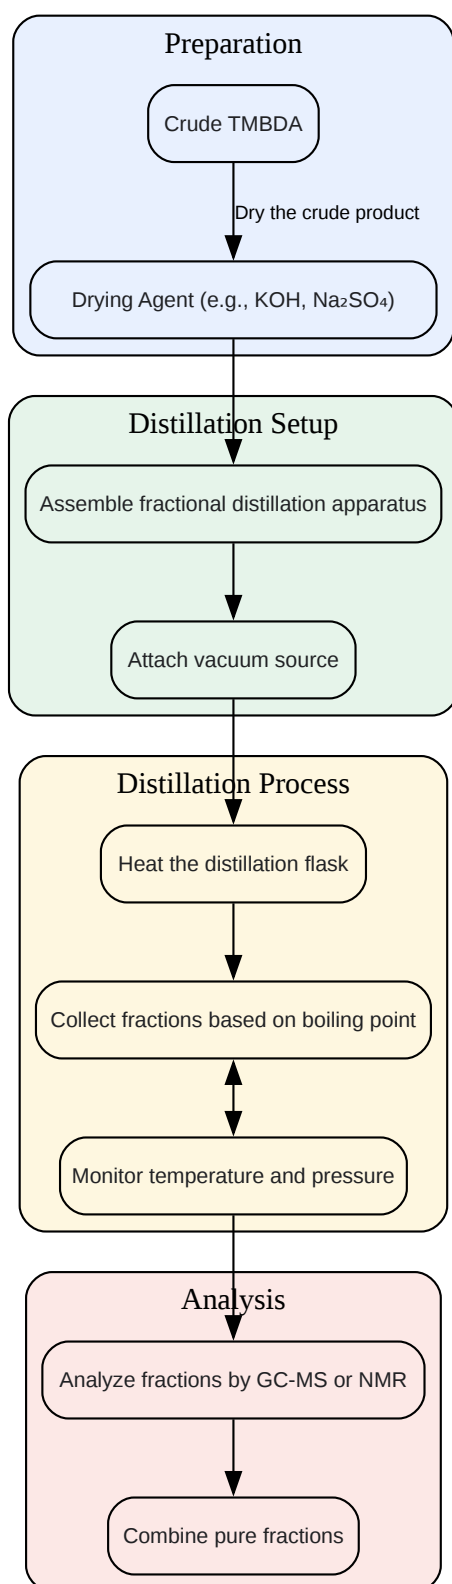 Preparation
Crude TMBDA
Dry the crude product
Drying Agent (e.g., KOH, Na₂SO₄)
Distillation Setup
Assemble fractional distillation apparatus
Attach vacuum source
Distillation Process
Heat the distillation flask
Collect fractions based on boiling point
Monitor temperature and pressure
Analysis
Analyze fractions by GC-MS or NMR
Combine pure fractions